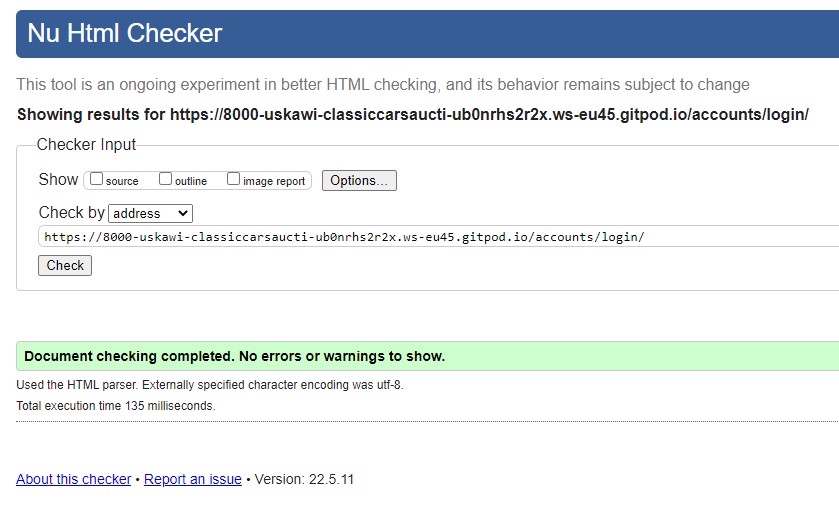 Nu Html Checker
This tool is an ongoing experiment in better HTML checking, and its behavior remains subject to change
Showing results for https://8000-uskawi-classiccarsaucti-ub0nrhs2r2x.ws-eu45.gitpod.io/accounts/login/
Checker Input
Show source outline image report Options...
Check by address
https://8000-uskawi-classiccarsaucti-ub0nrhs2r2x.ws-eu45.gitpod.io/accounts/login/
Check
Document checking completed. No errors or warnings to show.
Used the HTML parser. Externally specified character encoding was utf-8.
Total execution time 135 milliseconds.
About this checker • Report an issue • Version: 22.5.11